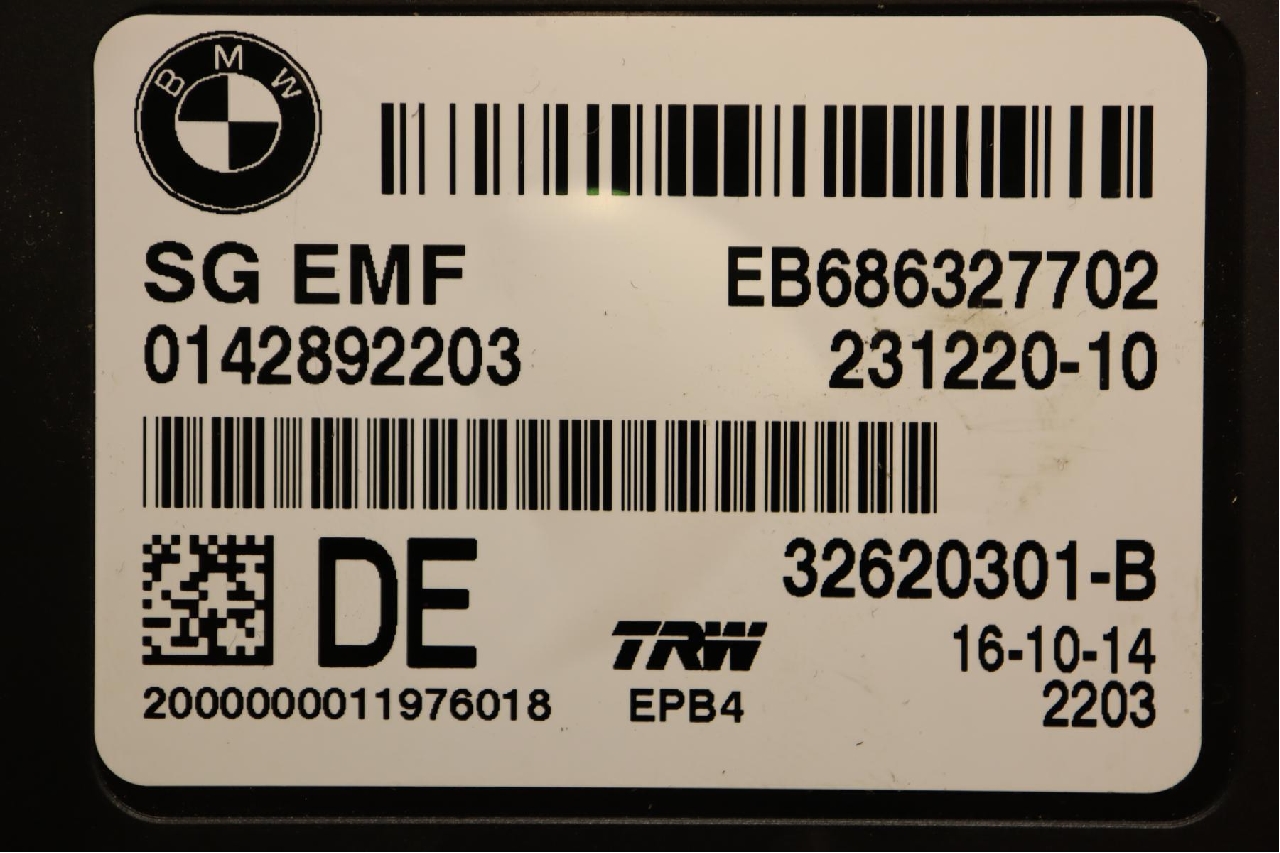 BMW
SG EMF
EB686327702
0142892203
231220-10
DE
32620301-B
TRW
16-10-14
2000000011976018
EPB4
2203